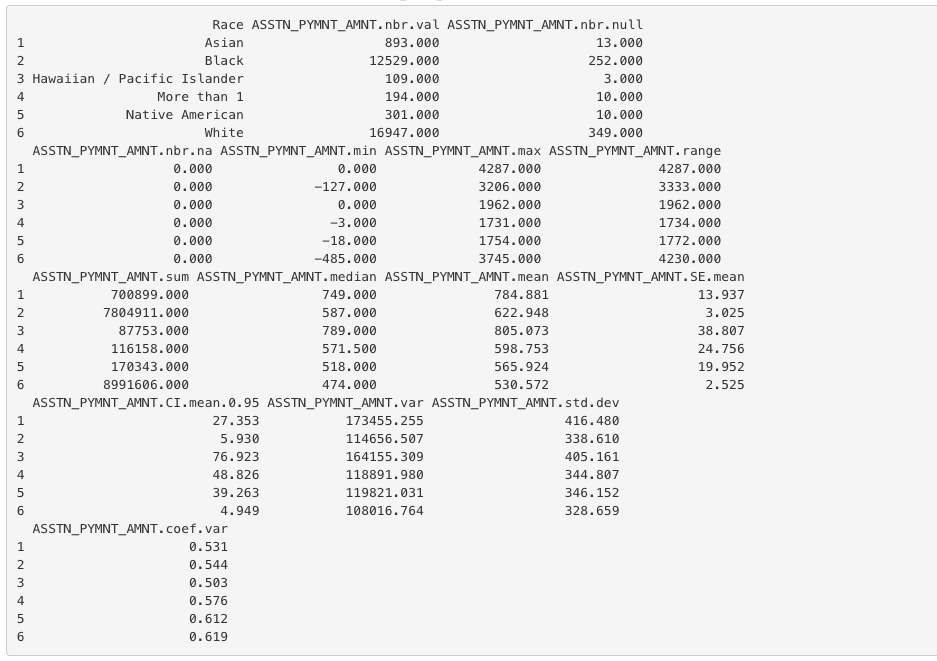 Race ASSTN_PYMNT_AMNT.nbr.val ASSTN_PYMNT_AMNT.nbr.null
1 Asian 893.000 13.000
2 Black 12529.000 252.000
3 Hawaiian / Pacific Islander 109.000 3.000
4 More than 1 194.000 10.000
5 Native American 301.000 10.000
6 White 16947.000 349.000
ASSTN_PYMNT_AMNT.nbr.na ASSTN_PYMNT_AMNT.min ASSTN_PYMNT_AMNT.max ASSTN_PYMNT_AMNT.range
1 0.000 0.000 4287.000 4287.000
2 0.000 -127.000 3206.000 3333.000
3 0.000 0.000 1962.000 1962.000
4 0.000 -3.000 1731.000 1734.000
5 0.000 -18.000 1754.000 1772.000
6 0.000 -485.000 3745.000 4230.000
ASSTN_PYMNT_AMNT.sum ASSTN_PYMNT_AMNT.median ASSTN_PYMNT_AMNT.mean ASSTN_PYMNT_AMNT.SE.mean
1 700899.000 749.000 784.881 13.937
2 7804911.000 587.000 622.948 3.025
3 87753.000 789.000 805.073 38.807
4 116158.000 571.500 598.753 24.756
5 170343.000 518.000 565.924 19.952
6 8991606.000 474.000 530.572 2.525
ASSTN_PYMNT_AMNT.CI.mean.0.95 ASSTN_PYMNT_AMNT.var ASSTN_PYMNT_AMNT.std.dev
1 27.353 173455.255 416.480
2 5.930 114656.507 338.610
3 76.923 164155.309 405.161
4 48.826 118891.980 344.807
5 39.263 119821.031 346.152
6 4.949 108016.764 328.659
ASSTN_PYMNT_AMNT.coef.var
1 0.531
2 0.544
3 0.503
4 0.576
5 0.612
6 0.619